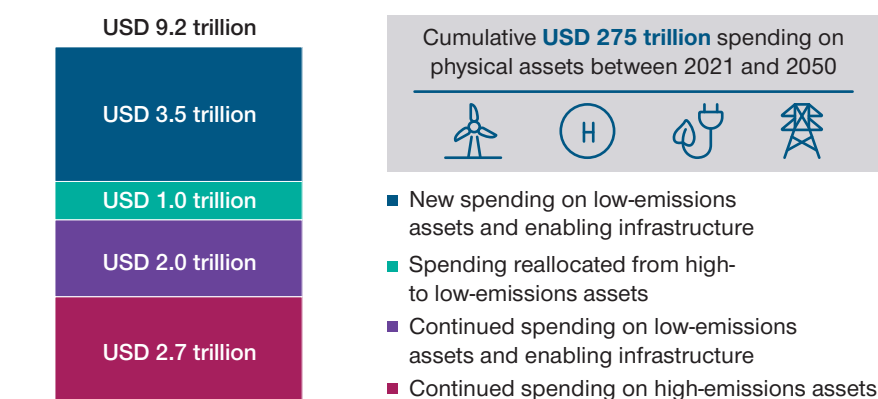 USD 9.2 trillion
USD 3.5 trillion
USD 1.0 trillion
USD 2.0 trillion
USD 2.7 trillion
Cumulative USD 275 trillion spending on
physical assets between 2021 and 2050
H
New spending on low-emissions
assets and enabling infrastructure
Spending reallocated from high-
to low-emissions assets
Continued spending on low-emissions
assets and enabling infrastructure
Continued spending on high-emissions assets